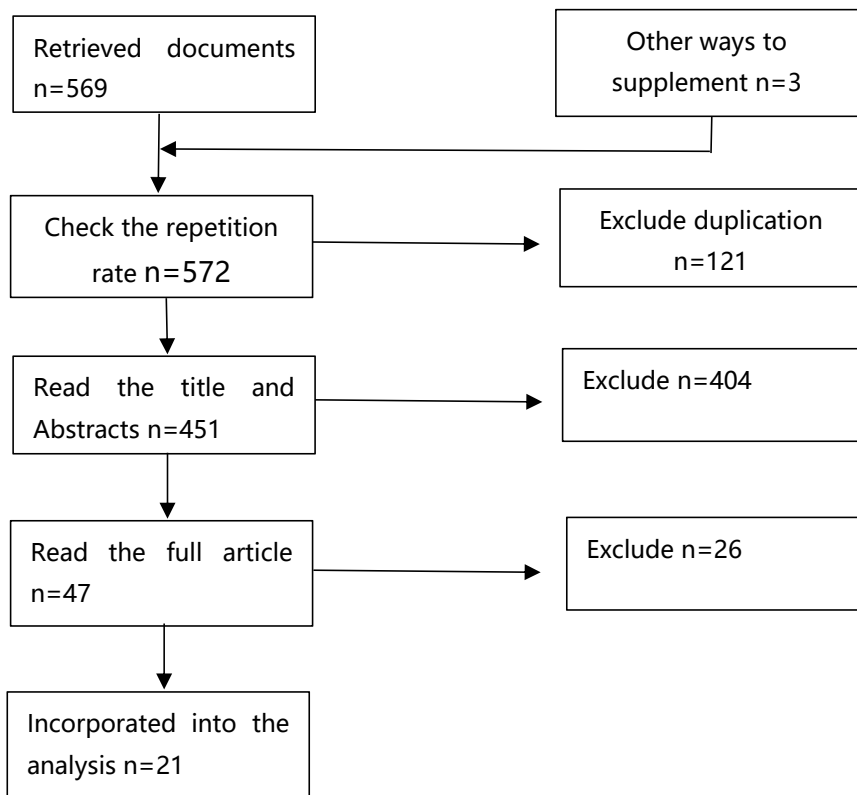 Retrieved documents
n=569
Other ways to
supplement n=3
Check the repetition
rate n=572
Exclude duplication
n=121
Read the title and
Abstracts n=451
Exclude n=404
Read the full article
n=47
Exclude n=26
Incorporated into the
analysis n=21